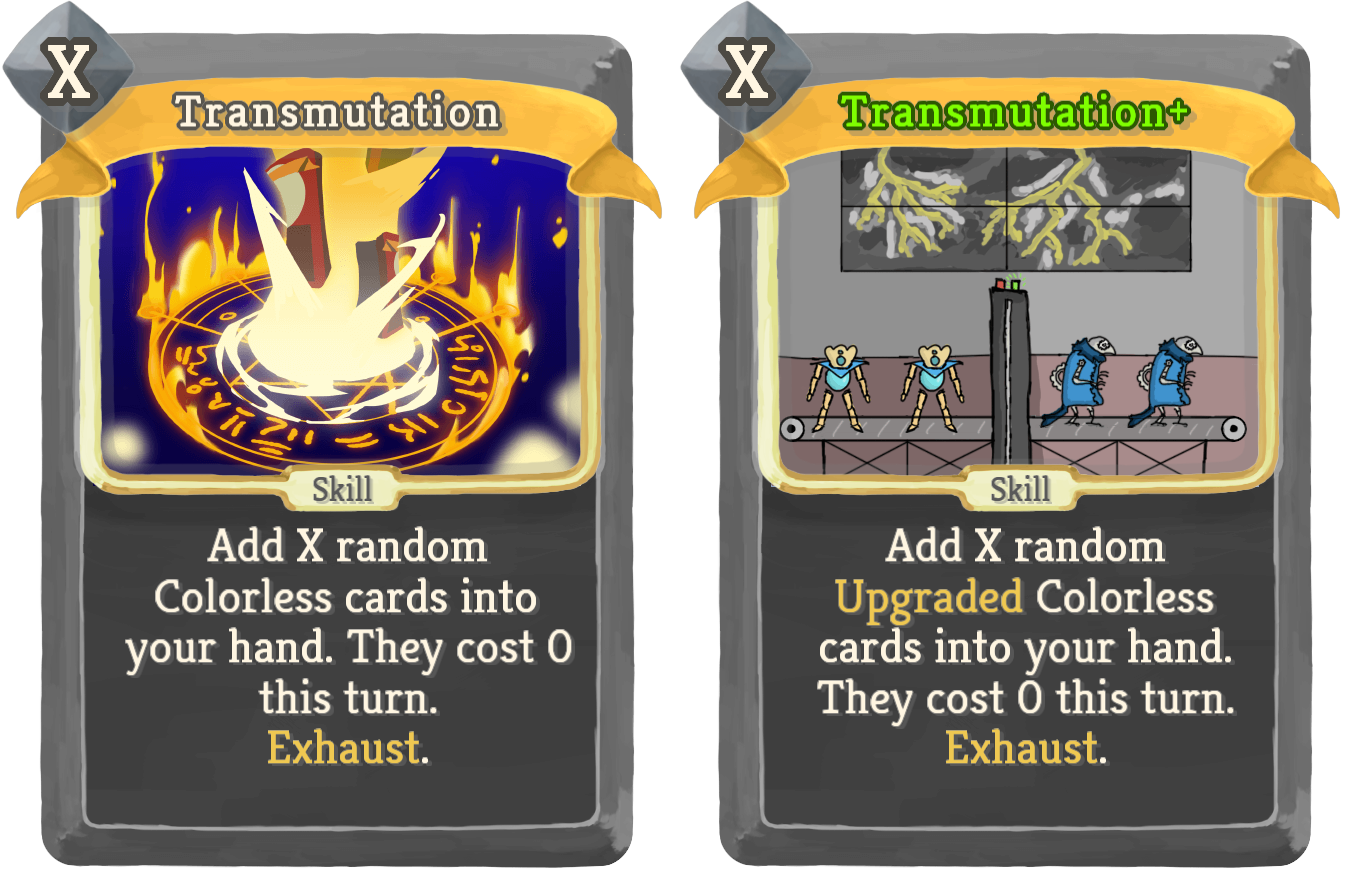 X
Transmutation
Skill
Add X random
Colorless cards into
your hand. They cost 0
this turn.
Exhaust.
X
Transmutation+
Skill
Add X random
Upgraded Colorless
cards into your hand.
They cost 0 this turn.
Exhaust.